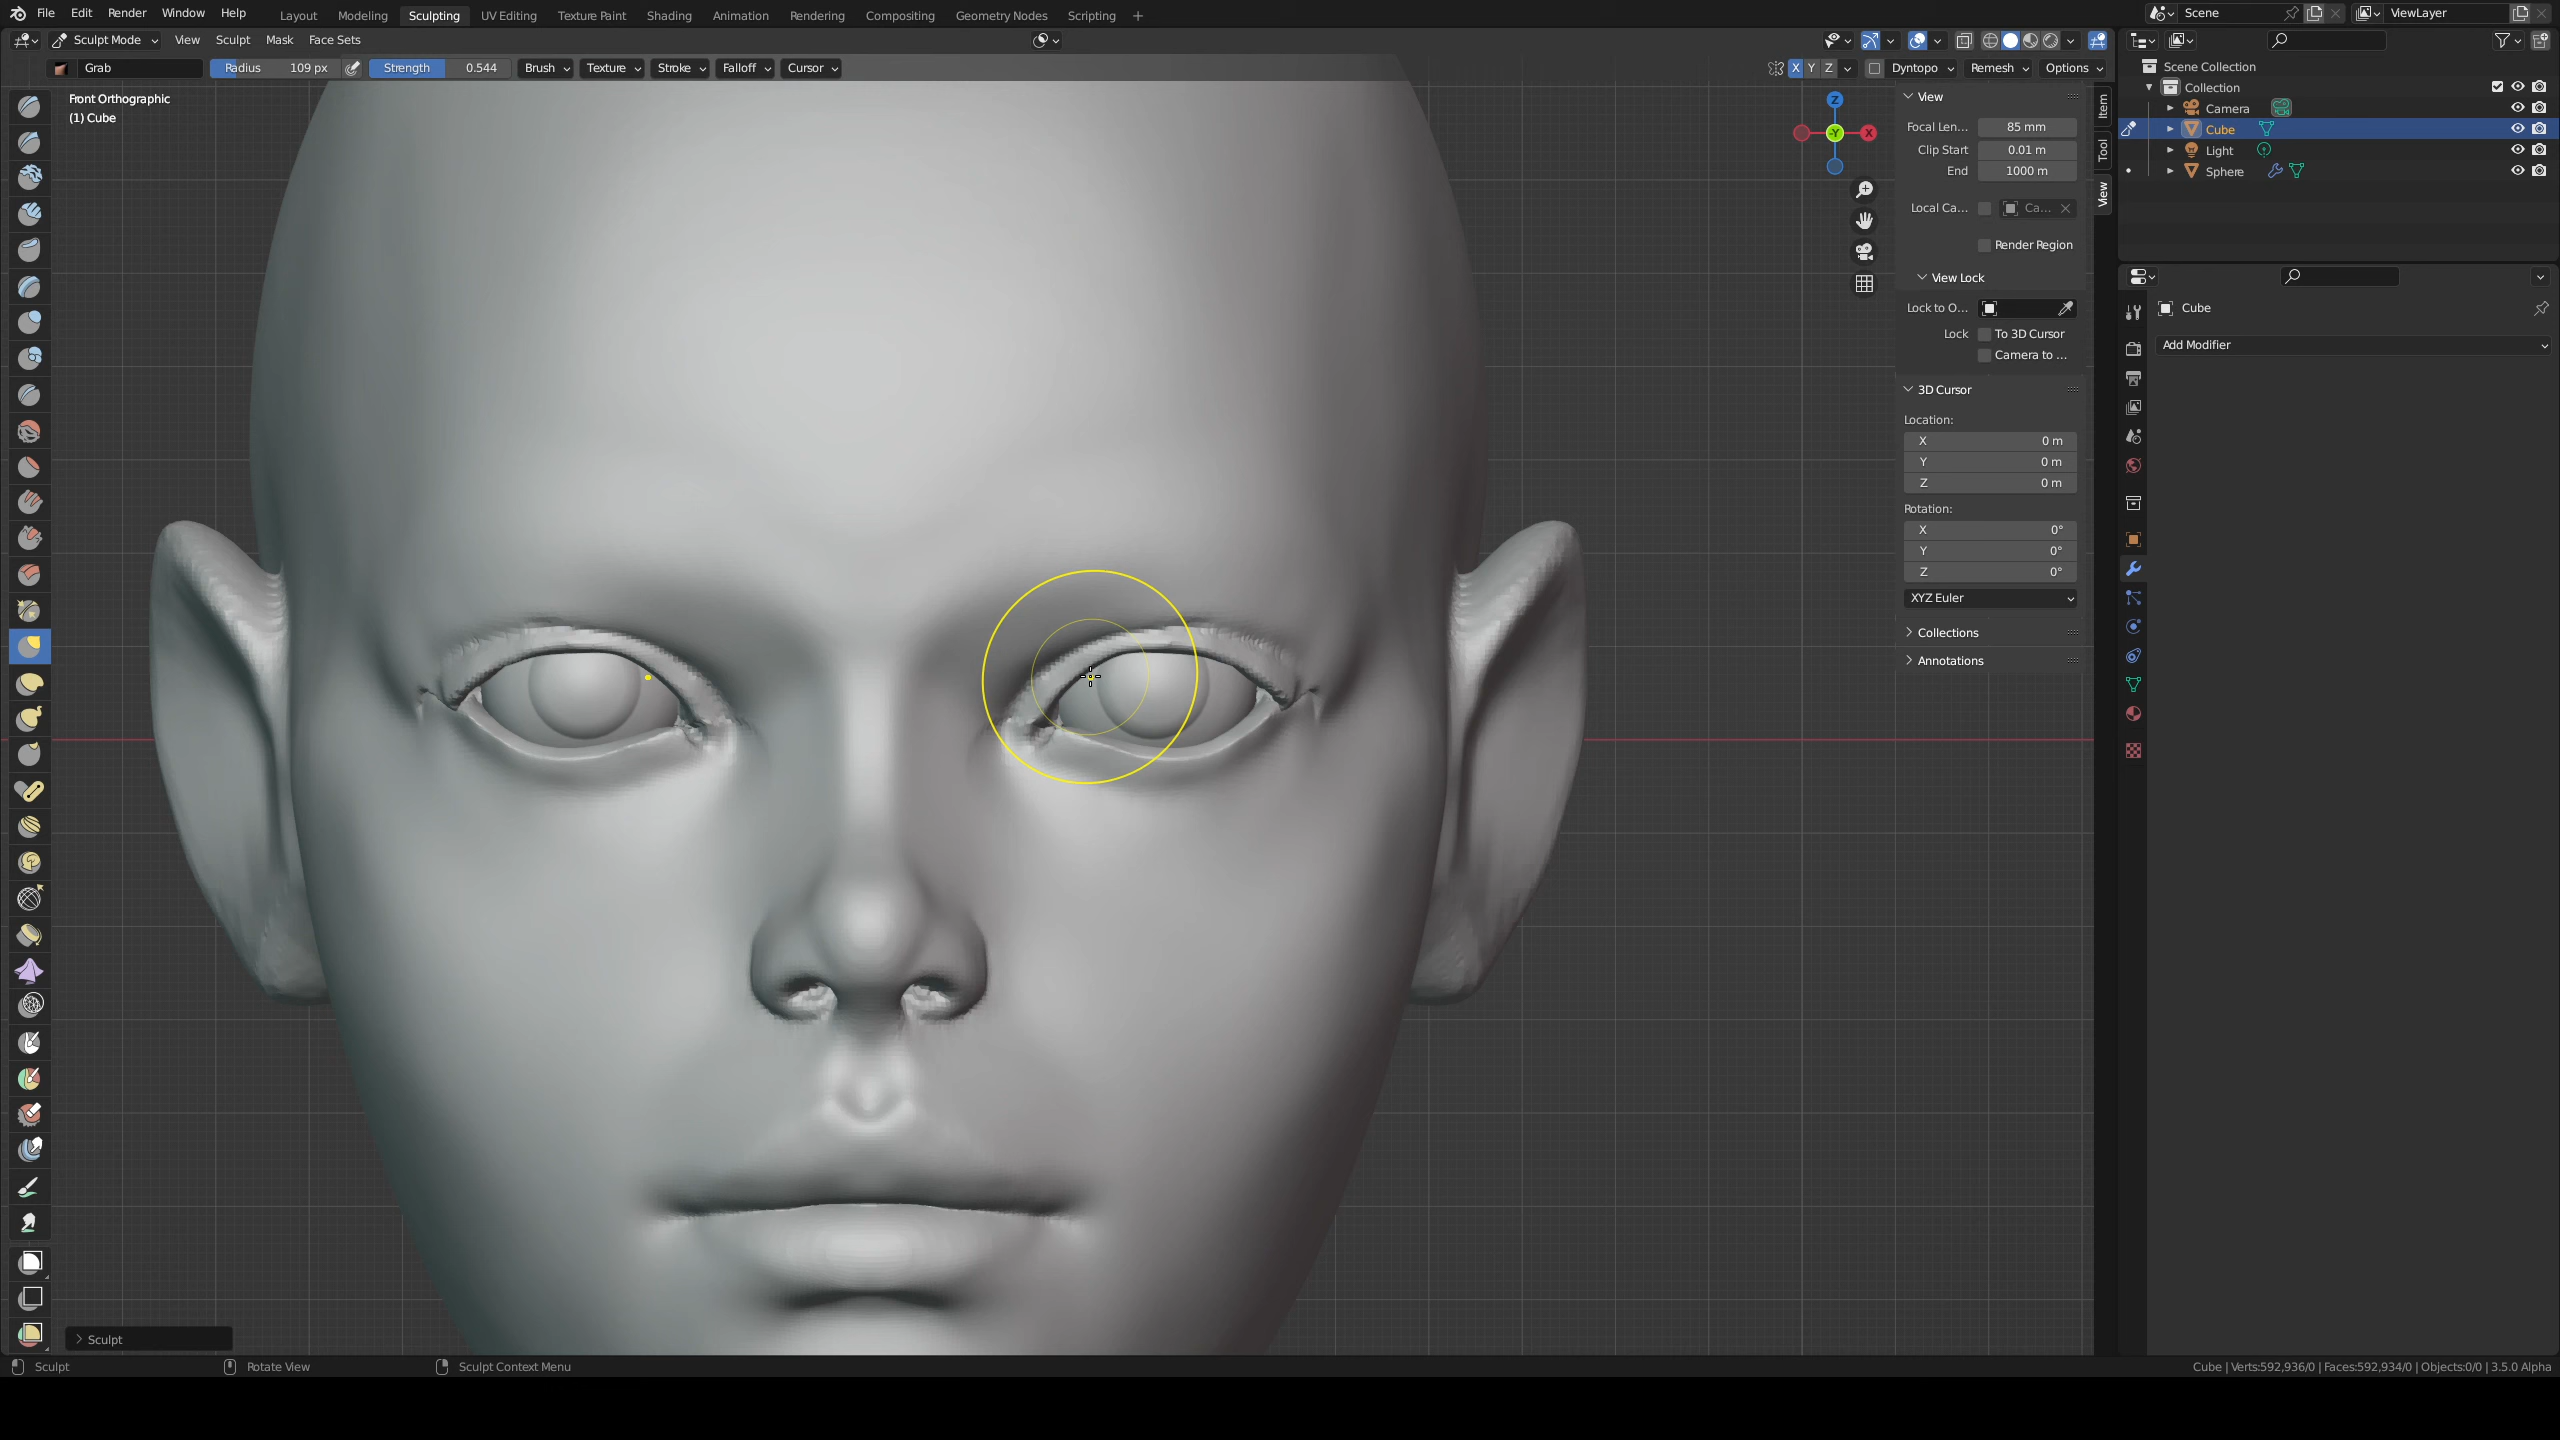 File Edit Render Window Help Layout Modeling Sculpting UV Editing Texture Paint Shading Animation Rendering Compositing Geometry Nodes Scripting + Scene ViewLayer
Sculpt Mode View Sculpt Mask Face Sets
Grab Radius 109 px Strength 0.544 Brush Texture Stroke Falloff Cursor X Y Z Dyntopo Remesh Options
Front Orthographic
(1) Cube
Z
-Y
X
View
Focal Len... 85 mm
Clip Start 0.01 m
End 1000 m
Local Ca... Ca...
Render Region
View Lock
Lock to O...
Lock To 3D Cursor
Camera to ...
3D Cursor
Location:
X 0 m
Y 0 m
Z 0 m
Rotation:
X 0°
Y 0°
Z 0°
XYZ Euler
Collections
Annotations
Item
Tool
View
Scene Collection
Collection
Camera
Cube
Light
Sphere
Cube
Add Modifier
Sculpt
Sculpt Rotate View Sculpt Context Menu Cube | Verts:592,936/0 | Faces:592,934/0 | Objects:0/0 | 3.5.0 Alpha